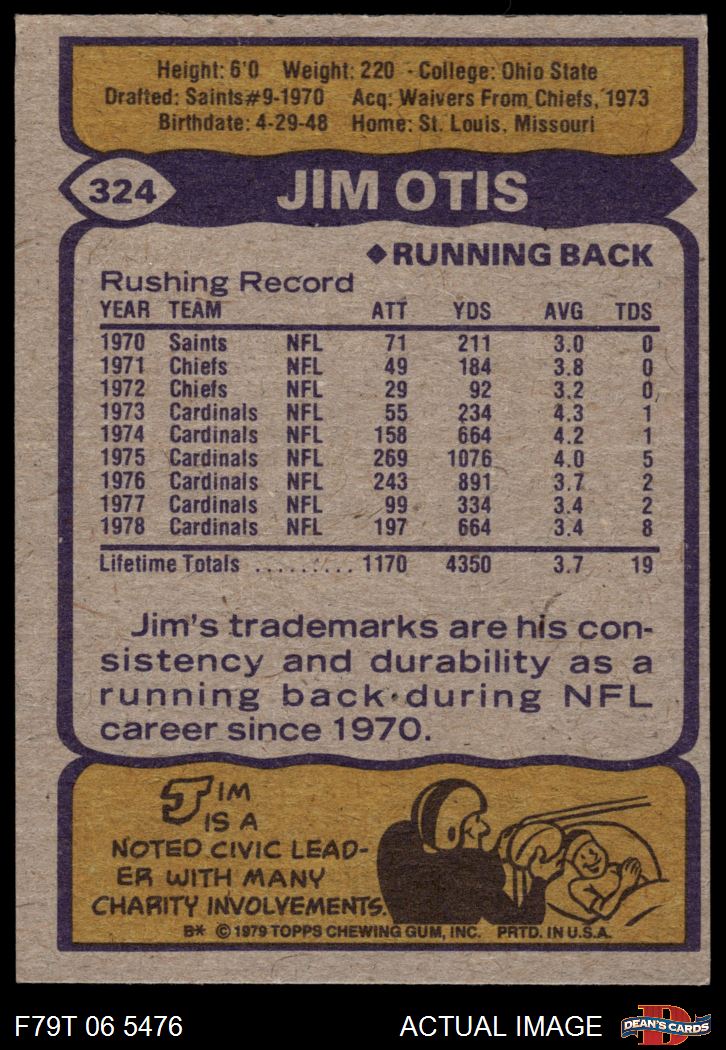 Height: 6'0 Weight: 220 - College: Ohio State
Drafted: Saints#9-1970 Acq: Waivers From Chiefs, 1973
Birthdate: 4-29-48 Home: St. Louis, Missouri
324 JIM OTIS
◆RUNNING BACK
Rushing Record
YEAR TEAM ATT YDS AVG TDS
1970 Saints NFL 71 211 3.0 0
1971 Chiefs NFL 49 184 3.8 0
1972 Chiefs NFL 29 92 3.2 0
1973 Cardinals NFL 55 234 4.3 1
1974 Cardinals NFL 158 664 4.2 1
1975 Cardinals NFL 269 1076 4.0 5
1976 Cardinals NFL 243 891 3.7 2
1977 Cardinals NFL 99 334 3.4 2
1978 Cardinals NFL 197 664 3.4 8
Lifetime Totals .......... 1170 4350 3.7 19
Jim's trademarks are his con-
sistency and durability as a
running back during NFL
career since 1970.
JIM
IS A
NOTED CIVIC LEAD-
ER WITH MANY
CHARITY INVOLVEMENTS.
B* © 1979 TOPPS CHEWING GUM, INC. PRTD. IN U.S.A.
F79T 06 5476 ACTUAL IMAGE D DEAN'S CARDS